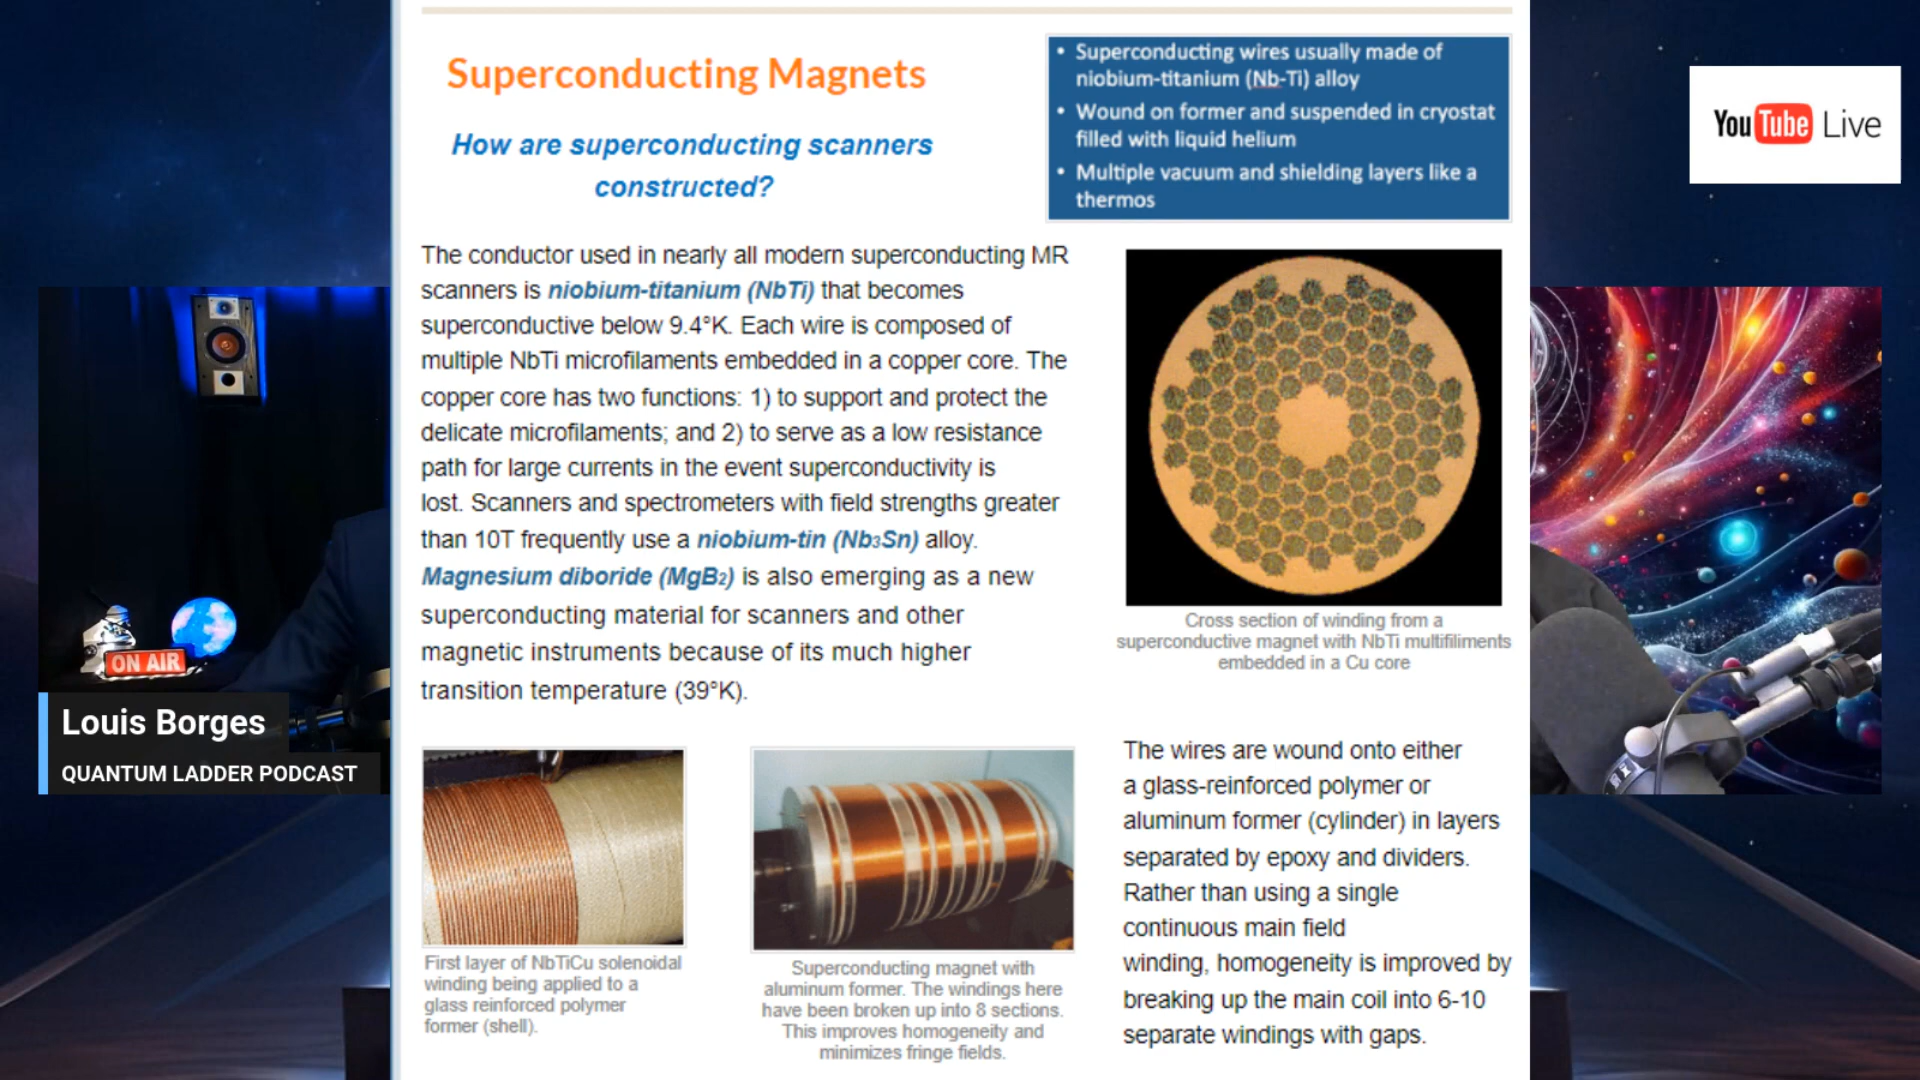 Superconducting Magnets
How are superconducting scanners
constructed?
• Superconducting wires usually made of
niobium-titanium (Nb-Ti) alloy
• Wound on former and suspended in cryostat
filled with liquid helium
• Multiple vacuum and shielding layers like a
thermos
YouTube Live
The conductor used in nearly all modern superconducting MR
scanners is niobium-titanium (NbTi) that becomes
superconductive below 9.4°K. Each wire is composed of
multiple NbTi microfilaments embedded in a copper core. The
copper core has two functions: 1) to support and protect the
delicate microfilaments; and 2) to serve as a low resistance
path for large currents in the event superconductivity is
lost. Scanners and spectrometers with field strengths greater
than 10T frequently use a niobium-tin (Nb₃Sn) alloy.
Magnesium diboride (MgB₂) is also emerging as a new
superconducting material for scanners and other
magnetic instruments because of its much higher
transition temperature (39°K).
Cross section of winding from a
superconductive magnet with NbTi multifiliments
embedded in a Cu core
ON AIR
Louis Borges
QUANTUM LADDER PODCAST
First layer of NbTiCu solenoidal
winding being applied to a
glass reinforced polymer
former (shell).
Superconducting magnet with
aluminum former. The windings here
have been broken up into 8 sections.
This improves homogeneity and
minimizes fringe fields.
The wires are wound onto either
a glass-reinforced polymer or
aluminum former (cylinder) in layers
separated by epoxy and dividers.
Rather than using a single
continuous main field
winding, homogeneity is improved by
breaking up the main coil into 6-10
separate windings with gaps.